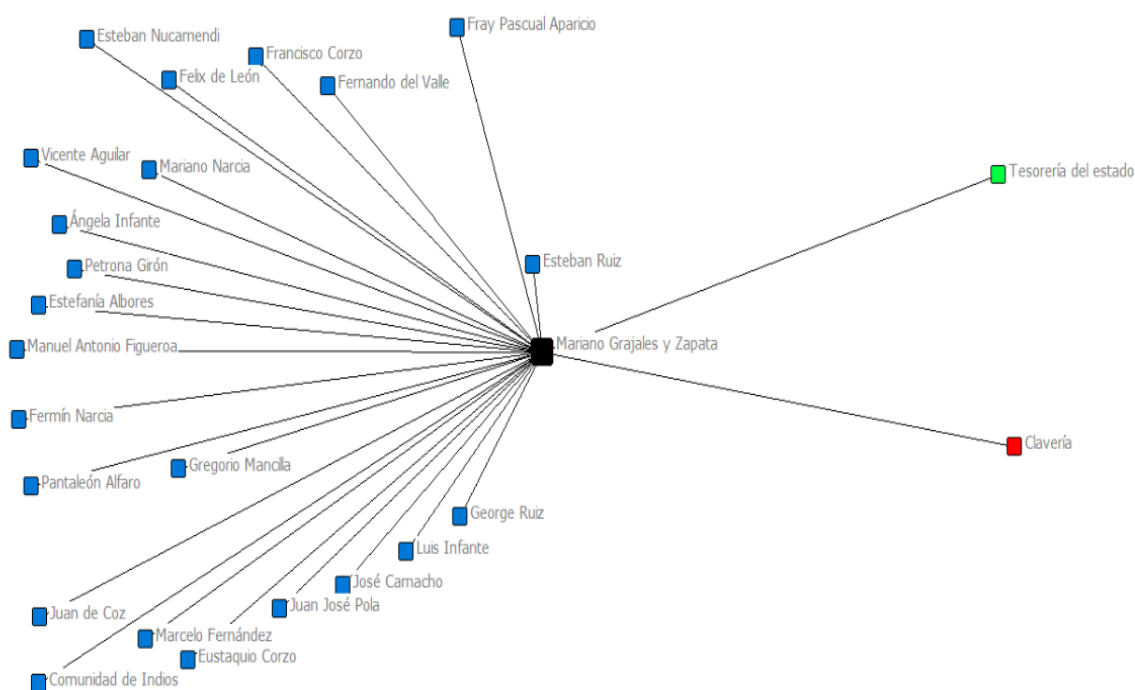 Fray Pascual Aparicio
Esteban Nucamendi
Francisco Corzo
Felix de León
Fernando del Valle
Vicente Aguilar
Mariano Narcia
Tesorería del estado
Ángela Infante
Esteban Ruiz
Petrona Girón
Estefanía Albores
Mariano Grajales y Zapata
Manuel Antonio Figueroa
Fermín Narcia
Clavería
Gregorio Mancilla
Pantaleón Alfaro
George Ruiz
Luis Infante
José Camacho
Juan José Pola
Juan de Coz
Marcelo Fernández
Eustaquio Corzo
Comunidad de Indios